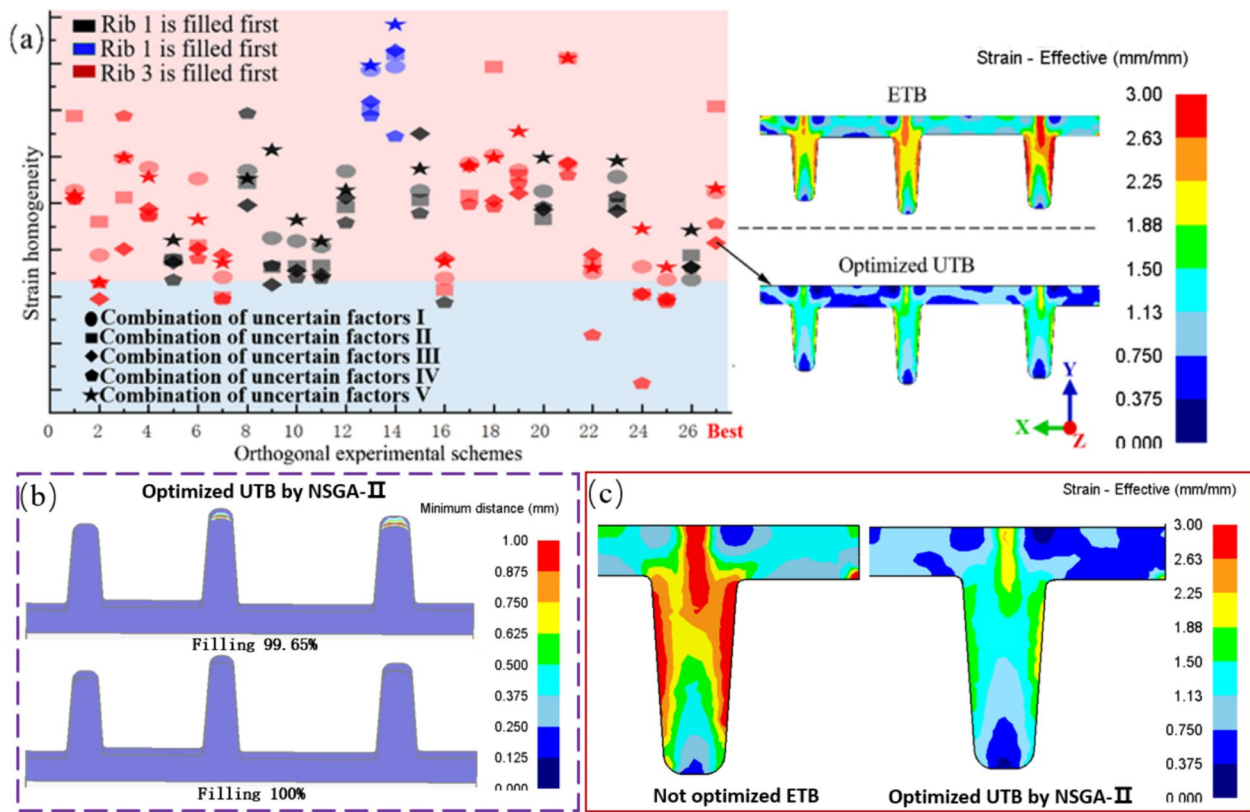 (a)
Rib 1 is filled first
Rib 1 is filled first
Rib 3 is filled first
Strain homogeneity
Combination of uncertain factors I
Combination of uncertain factors II
Combination of uncertain factors III
Combination of uncertain factors IV
Combination of uncertain factors V
0 2 4 6 8 10 12 14 16 18 20 22 24 26 Best
Orthogonal experimental schemes
Strain - Effective (mm/mm)
ETB
Optimized UTB
3.00
2.63
2.25
1.88
1.50
1.13
0.750
0.375
0.000
Y
X
Z
(b)
Optimized UTB by NSGA-II
Minimum distance (mm)
1.00
0.875
0.750
0.625
0.500
0.375
0.250
0.125
0.000
Filling 99.65%
Filling 100%
(c)
Strain - Effective (mm/mm)
3.00
2.63
2.25
1.88
1.50
1.13
0.750
0.375
0.000
Not optimized ETB
Optimized UTB by NSGA-II